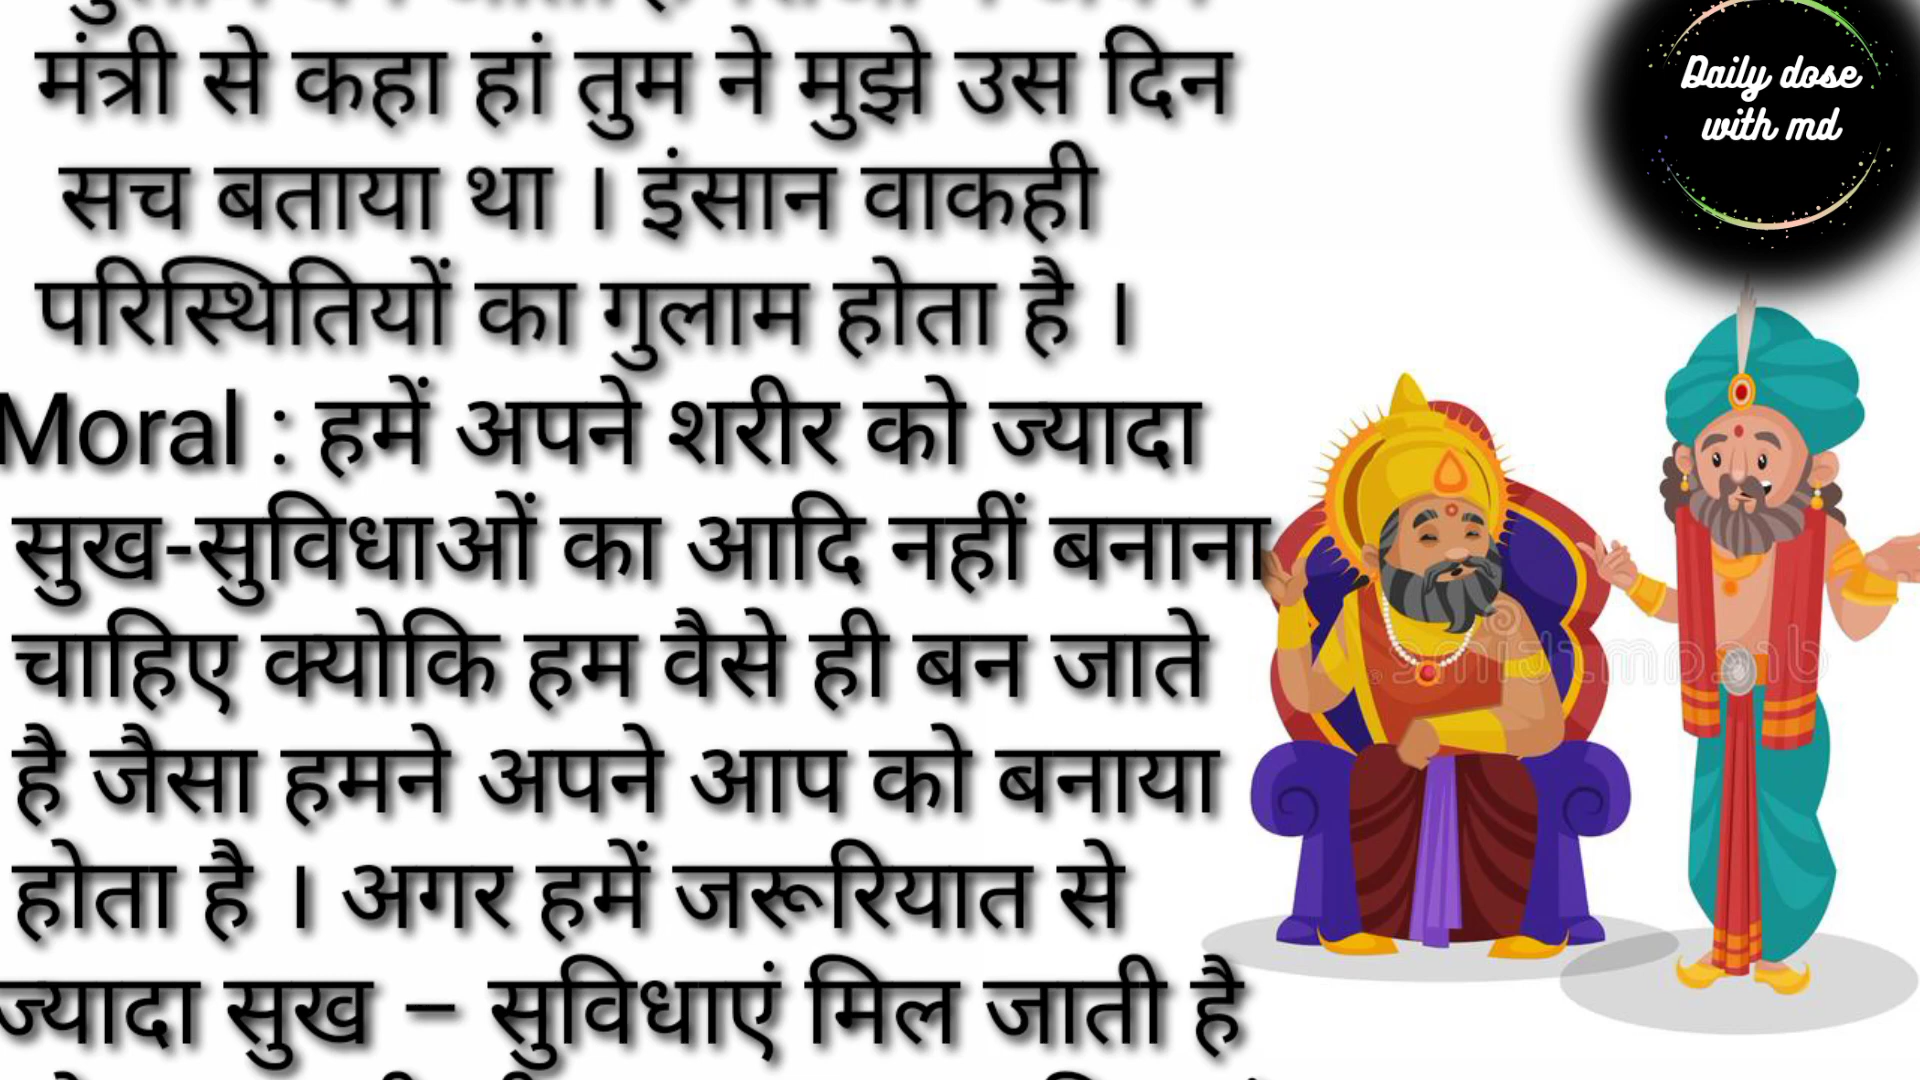 मंत्री से कहा हां तुम ने मुझे उस दिन
सच बताया था । इंसान वाकही
परिस्थितियों का गुलाम होता है ।
Moral : हमें अपने शरीर को ज्यादा
सुख-सुविधाओं का आदि नहीं बनाना
चाहिए क्योकि हम वैसे ही बन जाते
है जैसा हमने अपने आप को बनाया
होता है । अगर हमें जरूरियात से
ज्यादा सुख – सुविधाएं मिल जाती है
Daily dose
with md